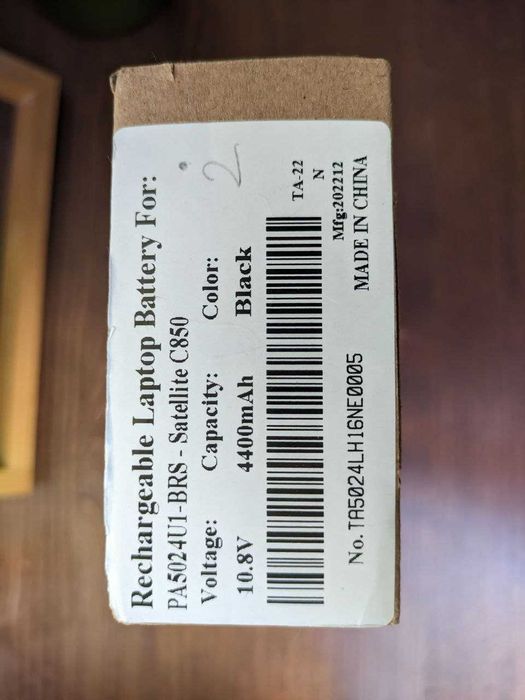 Rechargeable Laptop Battery For:
PA5024U1-BRS - Satellite C850
Voltage: Capacity: Color:
10.8V 4400mAh Black
2
TA-22
N
Mfg:202212
No. TA5024LH16NE0005 MADE IN CHINA